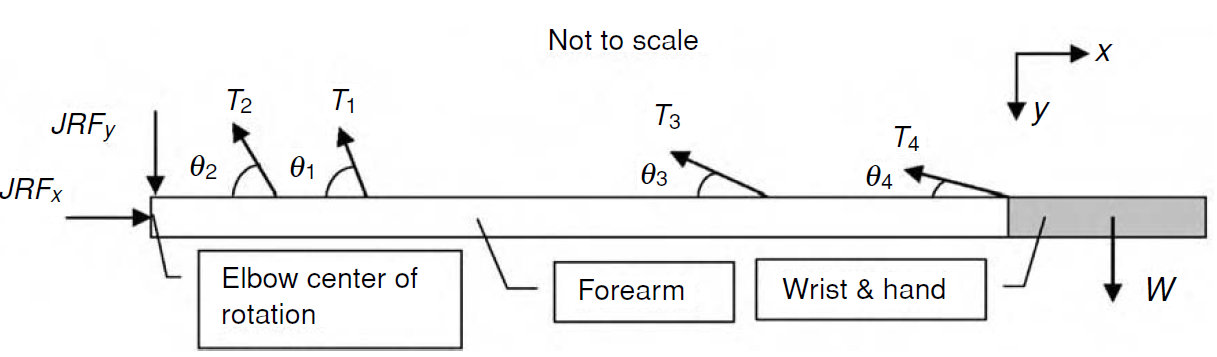 Not to scale
x
y
T2
T1
T3
T4
JRFy
θ2
θ1
θ3
θ4
JRFx
Elbow center of
rotation
Forearm
Wrist & hand
W